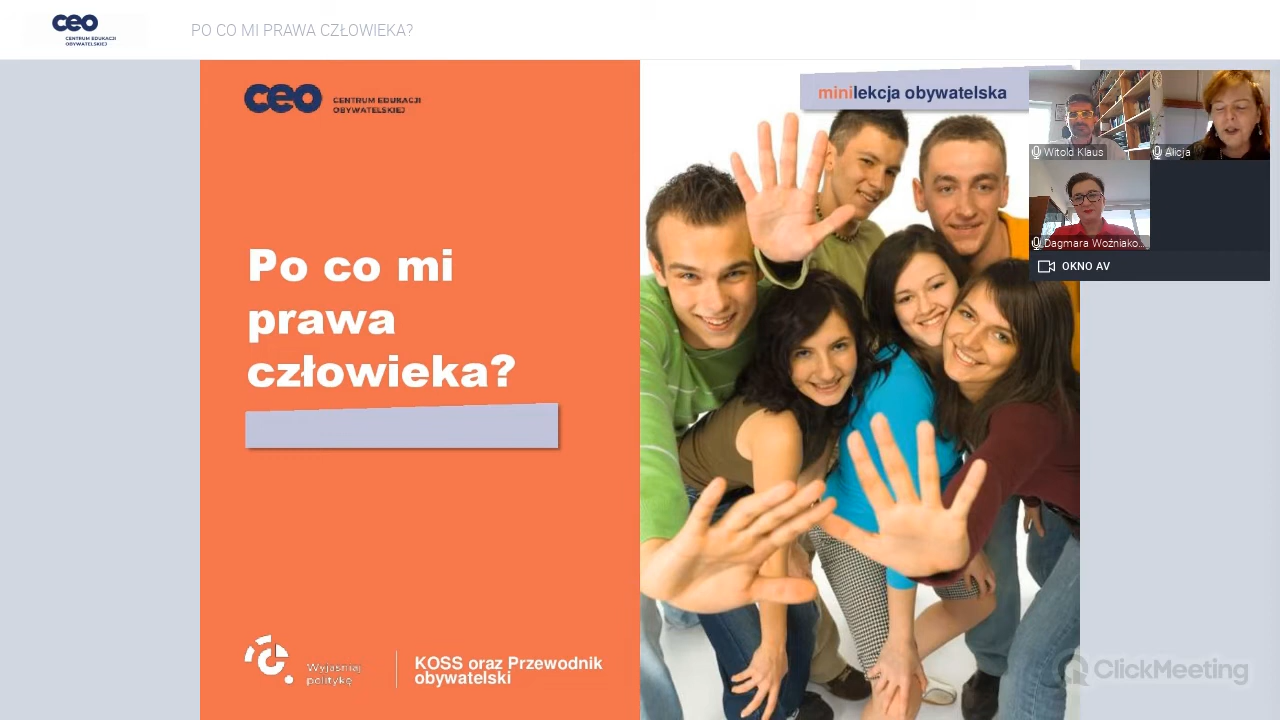 ceo
CENTRUM EDUKACJI
OBYWATELSKIEJ
PO CO MI PRAWA CZŁOWIEKA?
ceo
CENTRUM EDUKACJI
OBYWATELSKIEJ
minilekcja obywatelska
Witold Klaus
Alicja
Dagmara Woźniako...
OKNO AV
Po co mi
prawa
człowieka?
Wyjaśniaj
politykę
KOSS oraz Przewodnik
obywatelski
ClickMeeting